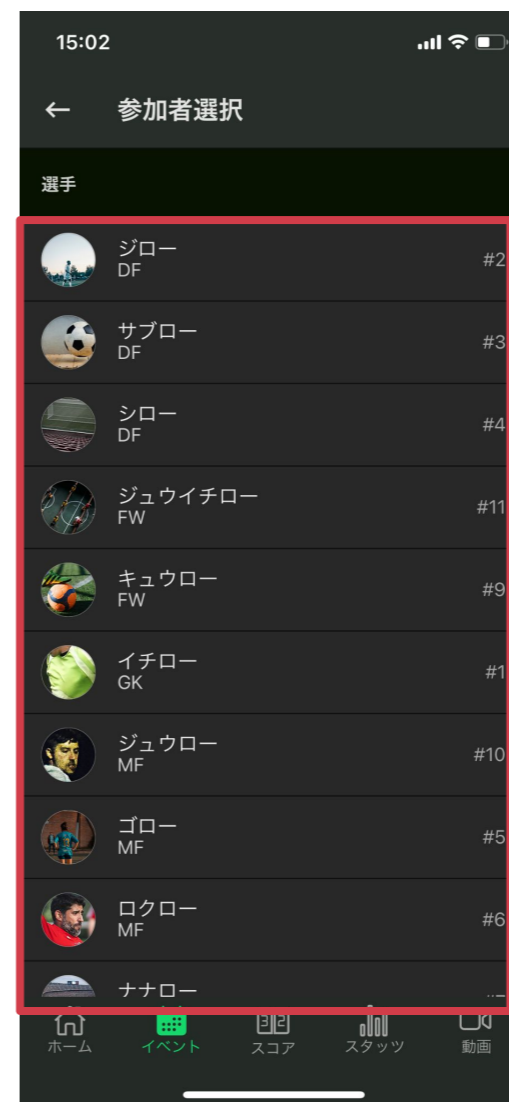 15:02
← 参加者選択
選手
ジロー
DF
#2
サブロー
DF
#3
シロー
DF
#4
ジュウイチロー
FW
#11
キュウロー
FW
#9
イチロー
GK
#1
ジュウロー
MF
#10
ゴロー
MF
#5
ロクロー
MF
#6
ナナロー
ホーム
イベント
スコア
スタッツ
動画